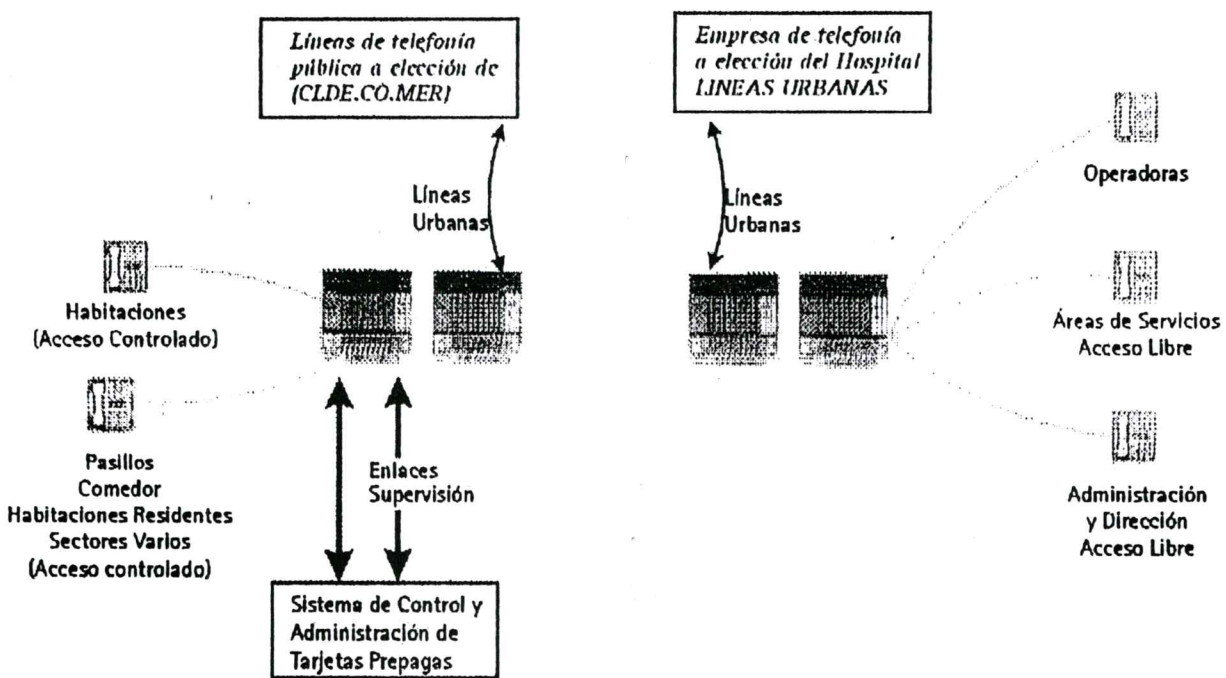 Líneas de telefonía
pública a elección de
(CLDE.CO.MER)
Empresa de telefonía
a elección del Hospital
LINEAS URBANAS
Líneas
Urbanas
Líneas
Urbanas
Operadoras
Habitaciones
(Acceso Controlado)
Áreas de Servicios
Acceso Libre
Pasillos
Comedor
Habitaciones Residentes
Sectores Varios
(Acceso controlado)
Enlaces
Supervisión
Administración
y Dirección
Acceso Libre
Sistema de Control y
Administración de
Tarjetas Prepagas